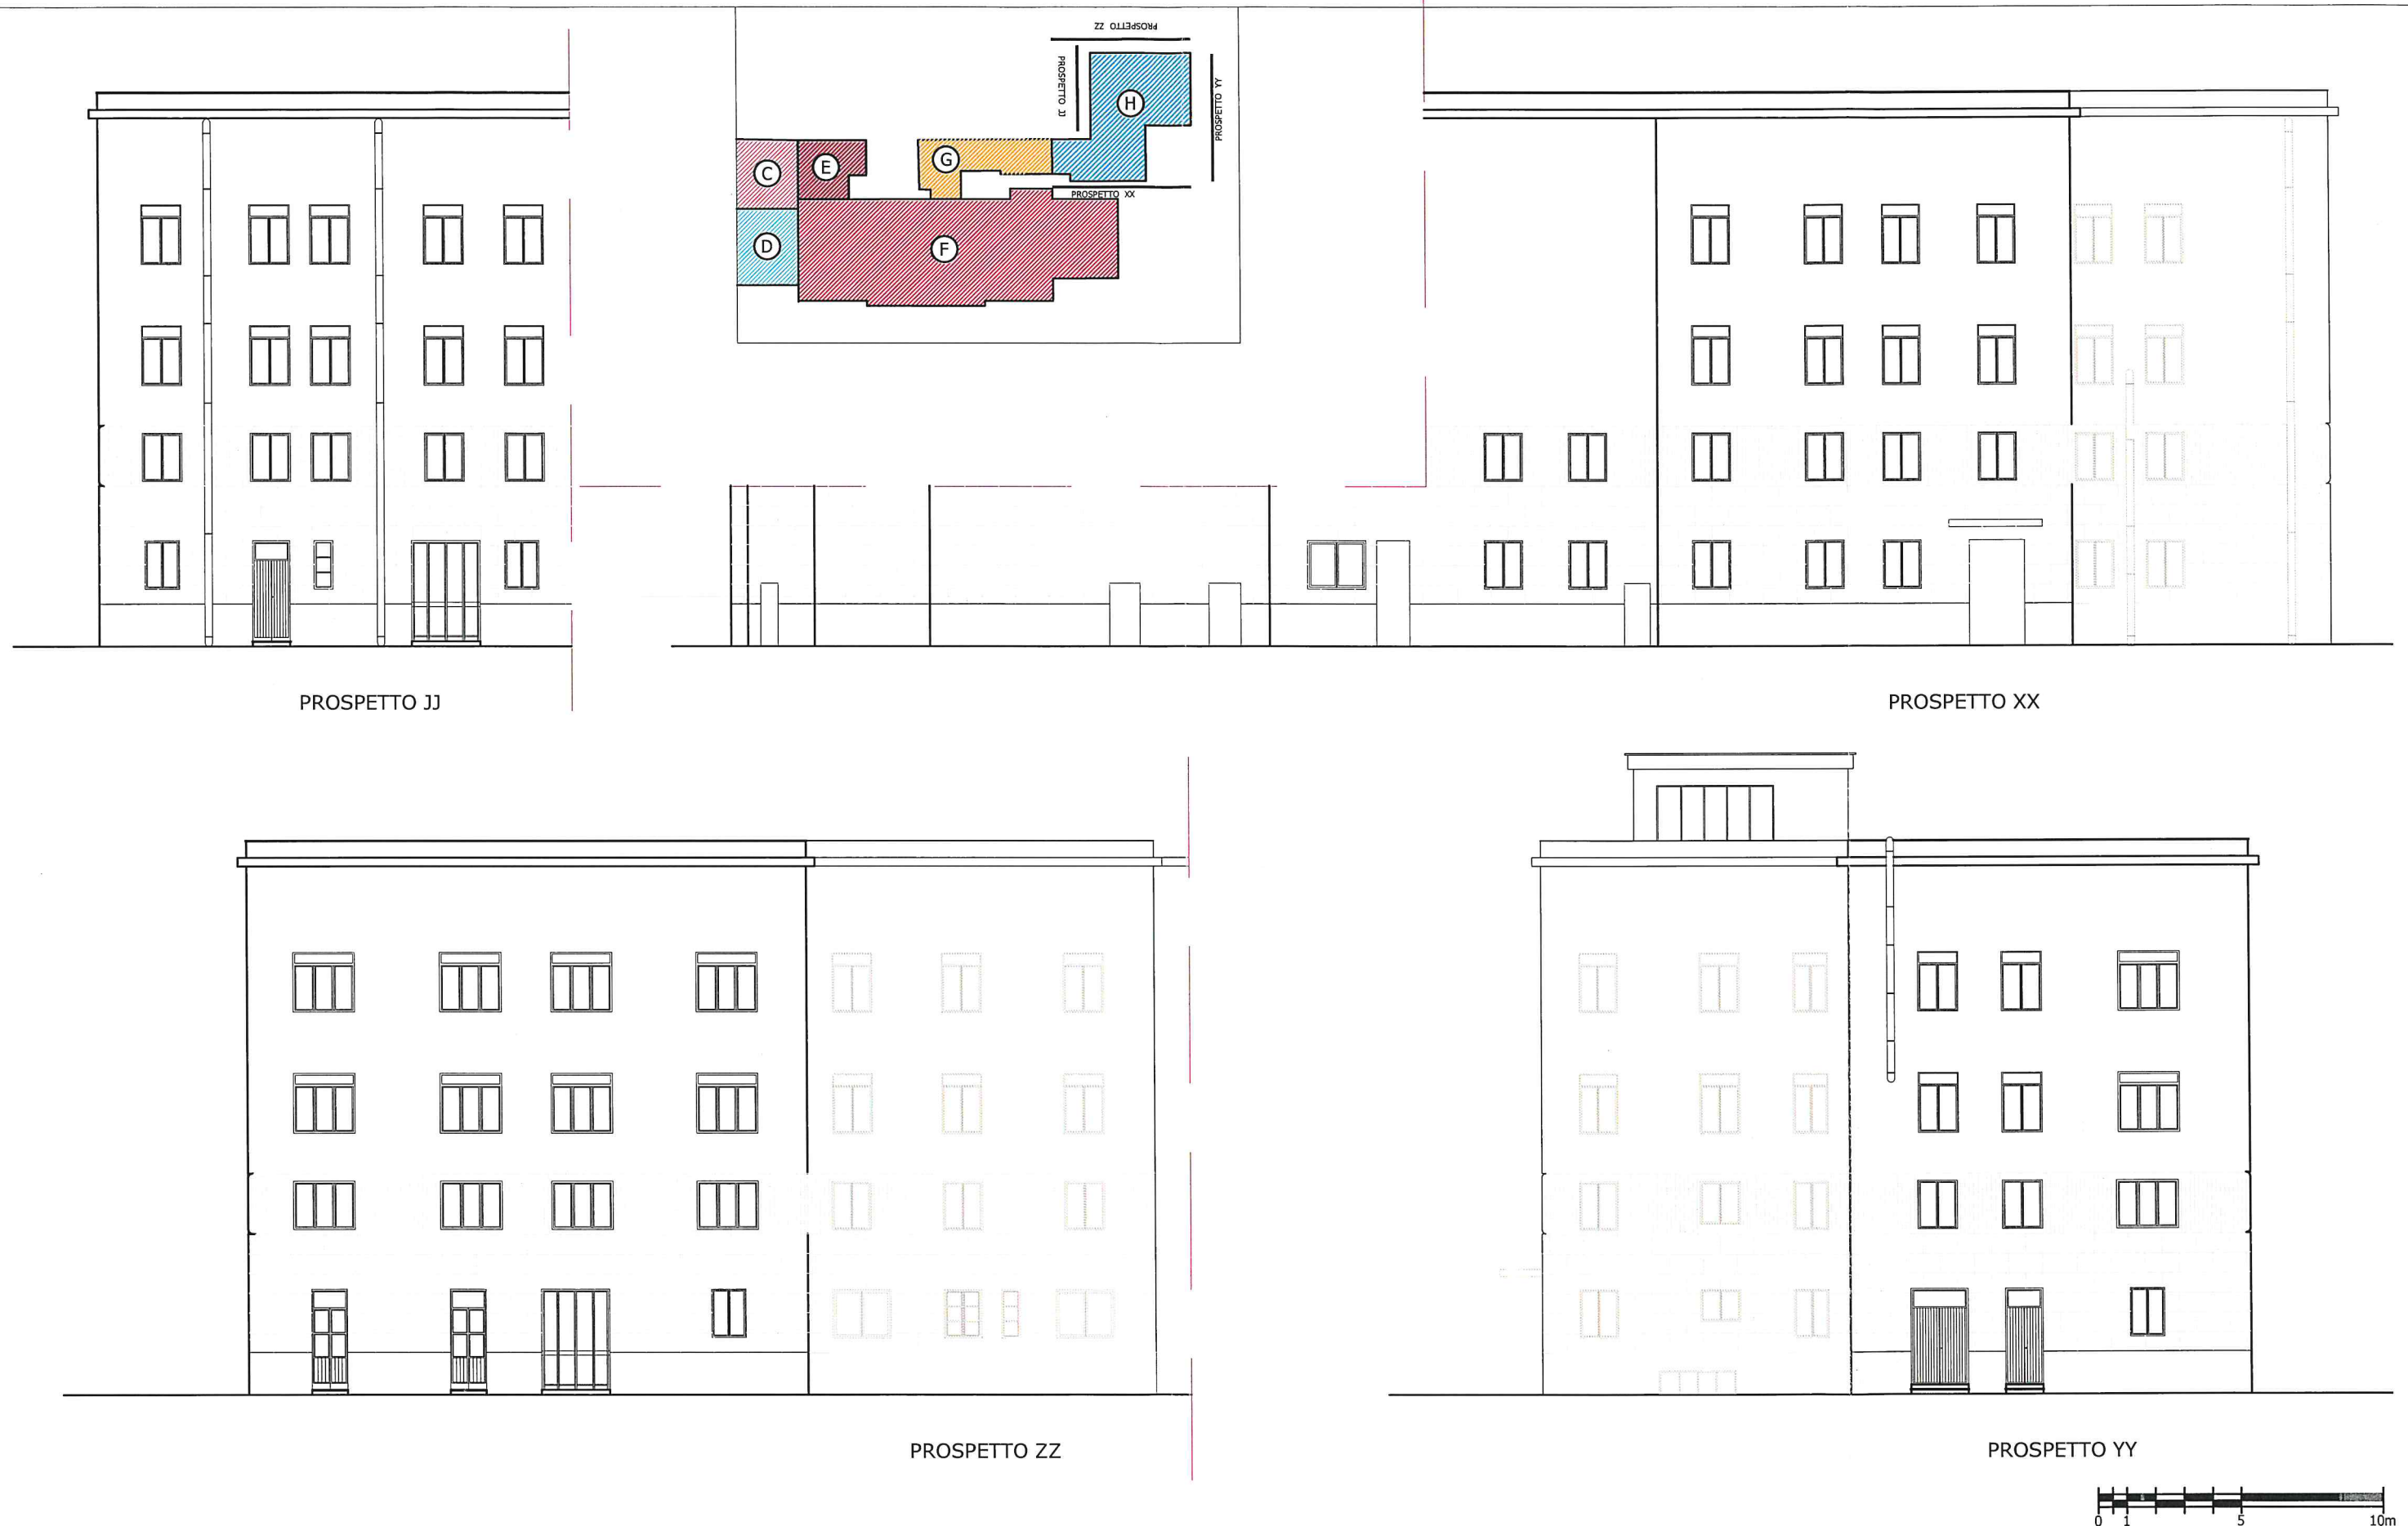 PROSPETTO ZZ
PROSPETTO JJ
PROSPETTO YY
H
G
C
E
PROSPETTO XX
D
F
PROSPETTO JJ
PROSPETTO XX
PROSPETTO ZZ
PROSPETTO YY
0 1 5 10m